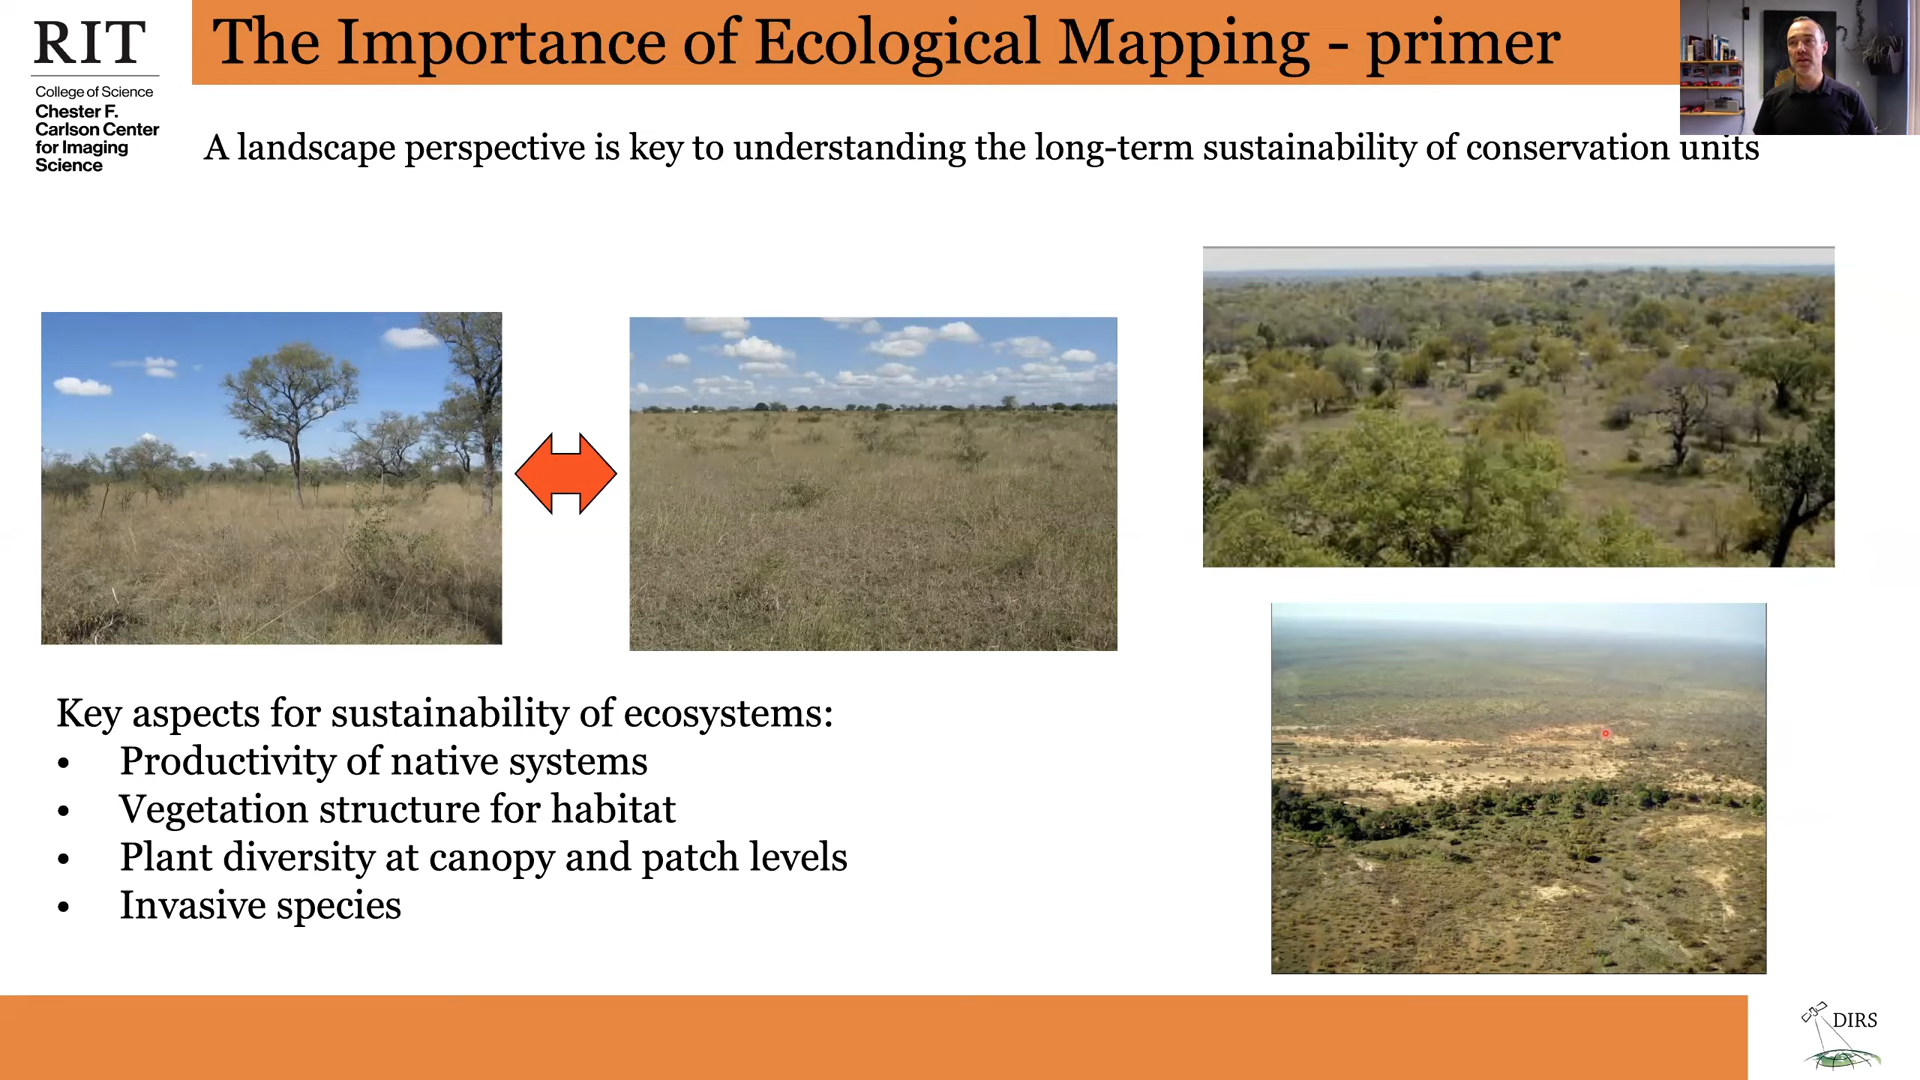 RIT
College of Science
Chester F.
Carlson Center
for Imaging
Science
The Importance of Ecological Mapping - primer
A landscape perspective is key to understanding the long-term sustainability of conservation units
Key aspects for sustainability of ecosystems:
• Productivity of native systems
• Vegetation structure for habitat
• Plant diversity at canopy and patch levels
• Invasive species
DIRS